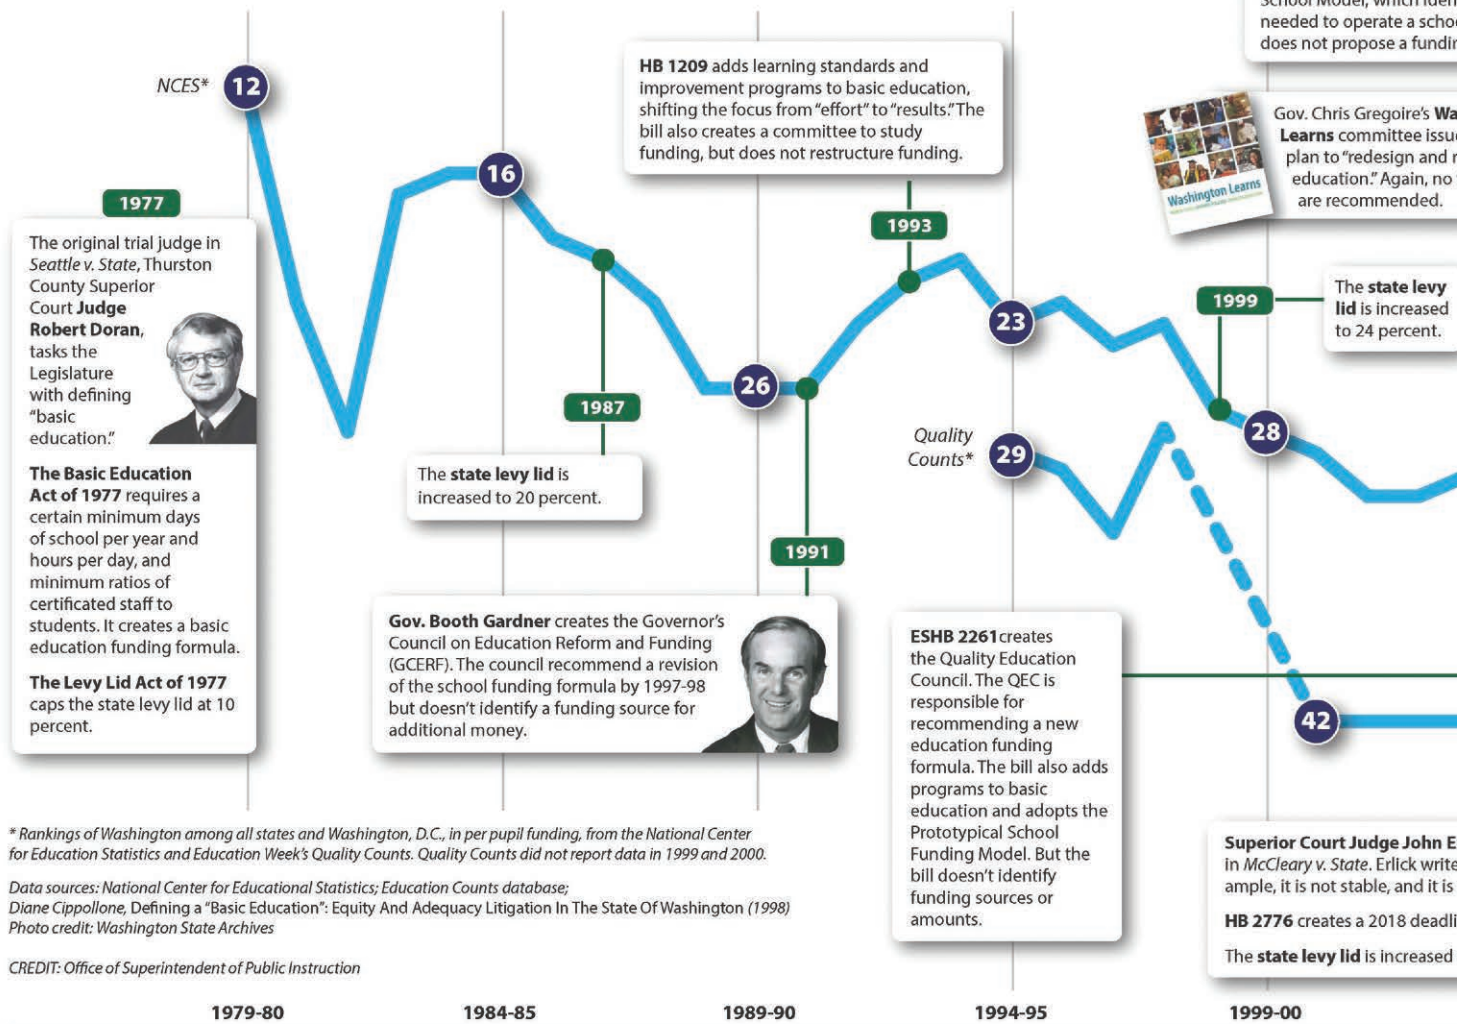 NCES*
12
1977
The original trial judge in
Seattle v. State, Thurston
County Superior
Court Judge
Robert Doran,
tasks the
Legislature
with defining
“basic
education.”
The Basic Education
Act of 1977 requires a
certain minimum days
of school per year and
hours per day, and
minimum ratios of
certificated staff to
students. It creates a basic
education funding formula.
The Levy Lid Act of 1977
caps the state levy lid at 10
percent.
16
1987
The state levy lid is
increased to 20 percent.
HB 1209 adds learning standards and
improvement programs to basic education,
shifting the focus from “effort” to “results.” The
bill also creates a committee to study
funding, but does not restructure funding.
1993
26
1991
Gov. Booth Gardner creates the Governor’s
Council on Education Reform and Funding
(GCERF). The council recommend a revision
of the school funding formula by 1997-98
but doesn’t identify a funding source for
additional money.
23
Quality
Counts*
29
School Model, which iden
needed to operate a schoo
does not propose a fundin
Washington Learns
Gov. Chris Gregoire’s Wa
Learns committee issue
plan to “redesign and r
education.” Again, no
are recommended.
1999
The state levy
lid is increased
to 24 percent.
28
42
ESHB 2261creates
the Quality Education
Council. The QEC is
responsible for
recommending a new
education funding
formula. The bill also adds
programs to basic
education and adopts the
Prototypical School
Funding Model. But the
bill doesn’t identify
funding sources or
amounts.
Superior Court Judge John E
in McCleary v. State. Erlick write
ample, it is not stable, and it is
HB 2776 creates a 2018 deadli
The state levy lid is increased
* Rankings of Washington among all states and Washington, D.C., in per pupil funding, from the National Center
for Education Statistics and Education Week’s Quality Counts. Quality Counts did not report data in 1999 and 2000.
Data sources: National Center for Educational Statistics; Education Counts database;
Diane Cippollone, Defining a “Basic Education”: Equity And Adequacy Litigation In The State Of Washington (1998)
Photo credit: Washington State Archives
CREDIT: Office of Superintendent of Public Instruction
1979-80
1984-85
1989-90
1994-95
1999-00